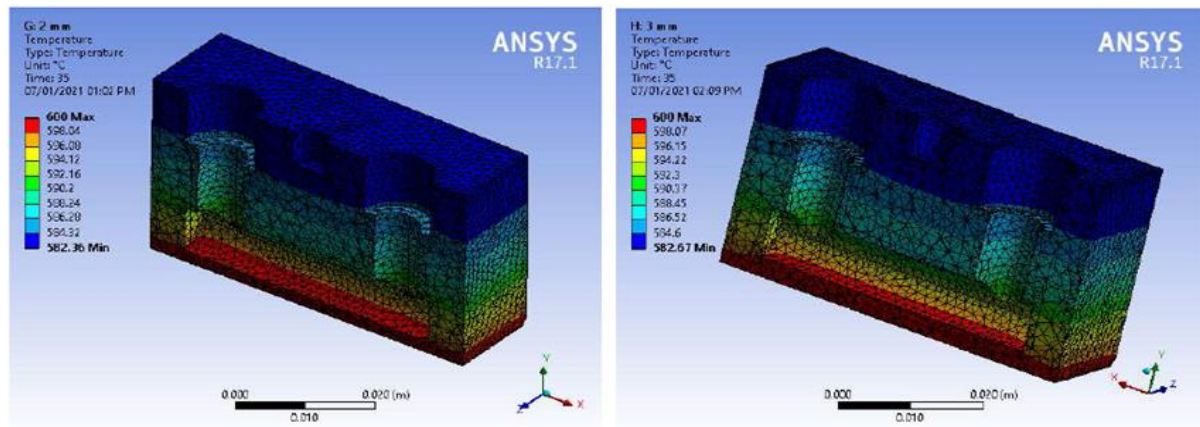 G: 2 mm
Temperature
Type: Temperature
Unit: °C
Time: 35
07/01/2021 01:02 PM
600 Max
598.04
596.08
594.12
592.16
590.2
588.24
586.28
584.32
582.36 Min
ANSYS
R17.1
0.000
0.020 (m)
0.010
Y
Z
X
H: 3 mm
Temperature
Type: Temperature
Unit: °C
Time: 35
07/01/2021 02:09 PM
600 Max
598.07
596.15
594.22
592.3
590.37
588.45
586.52
584.6
582.67 Min
ANSYS
R17.1
0.000
0.020 (m)
0.010
X
Y
Z